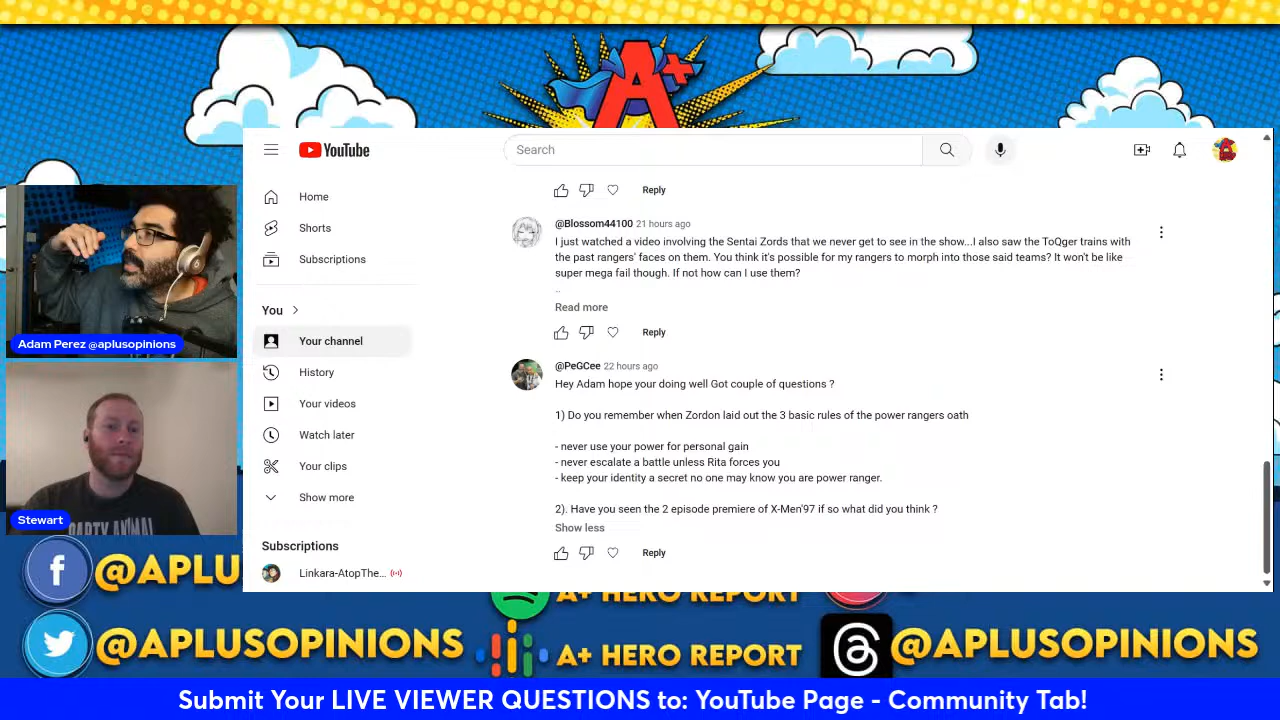 A+
YouTube
Search
Home
Shorts
Subscriptions
You
Your channel
History
Your videos
Watch later
Your clips
Show more
Subscriptions
Linkara-AtopThe...
Reply
@Blossom44100 21 hours ago
I just watched a video involving the Sentai Zords that we never get to see in the show...I also saw the ToQger trains with
the past rangers' faces on them. You think it's possible for my rangers to morph into those said teams? It won't be like
super mega fail though. If not how can I use them?
..
Read more
Reply
@PeGCee 22 hours ago
Hey Adam hope your doing well Got couple of questions ?
1) Do you remember when Zordon laid out the 3 basic rules of the power rangers oath
- never use your power for personal gain
- never escalate a battle unless Rita forces you
- keep your identity a secret no one may know you are power ranger.
2). Have you seen the 2 episode premiere of X-Men'97 if so what did you think ?
Show less
Reply
Adam Perez @aplusopinions
PARTY ANIMAL
Stewart
f @APLU
A+ HERO REPORT
@APLUSOPINIONS
A+ HERO REPORT
@APLUSOPINIONS
Submit Your LIVE VIEWER QUESTIONS to: YouTube Page - Community Tab!